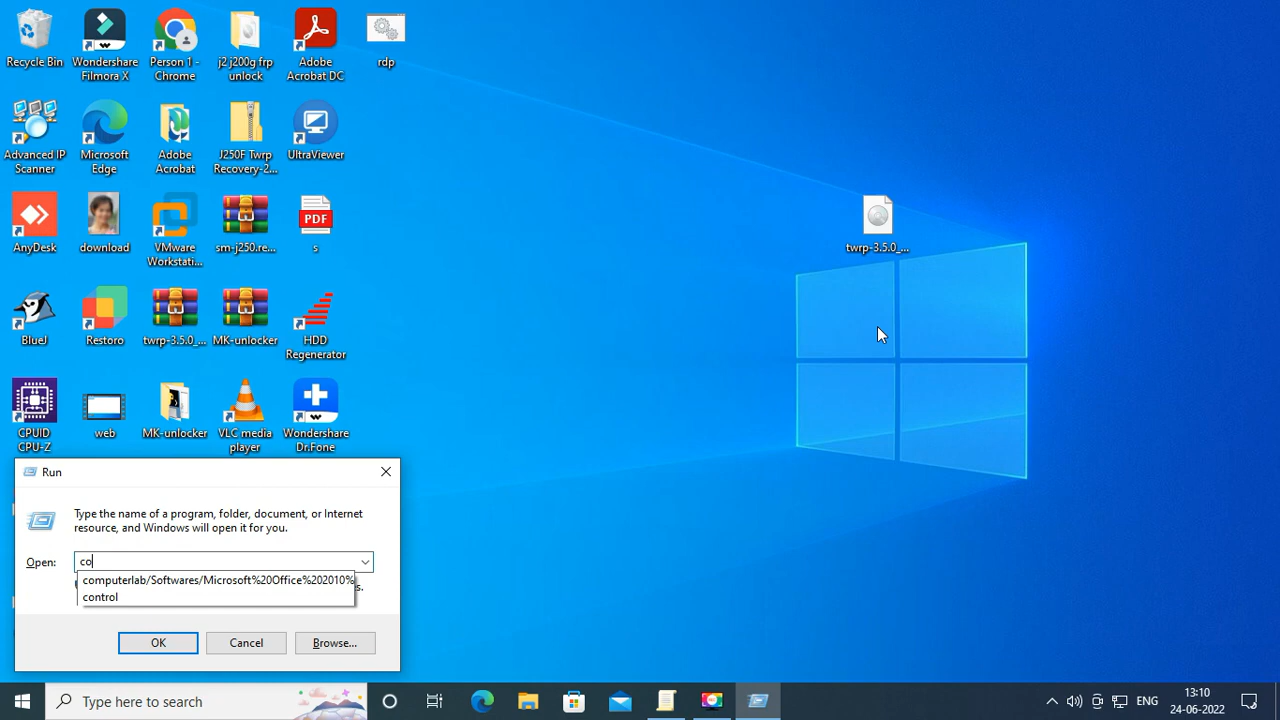 Recycle Bin
Wondershare
Filmora X
Person 1 -
Chrome
j2 j200g frp
unlock
Adobe
Acrobat DC
rdp
Advanced IP
Scanner
Microsoft
Edge
Adobe
Acrobat
J250F Twrp
Recovery-2...
UltraViewer
AnyDesk
download
VMware
Workstati...
sm-j250.re...
PDF
s
twrp-3.5.0_...
BlueJ
Restoro
twrp-3.5.0_...
MK-unlocker
HDD
Regenerator
CPUID
CPU-Z
web
MK-unlocker
VLC media
player
Wondershare
Dr.Fone
Run
Type the name of a program, folder, document, or Internet
resource, and Windows will open it for you.
Open:
co
computerlab/Softwares/Microsoft%20Office%202010%
s.
control
OK
Cancel
Browse...
Type here to search
ENG
13:10
24-06-2022